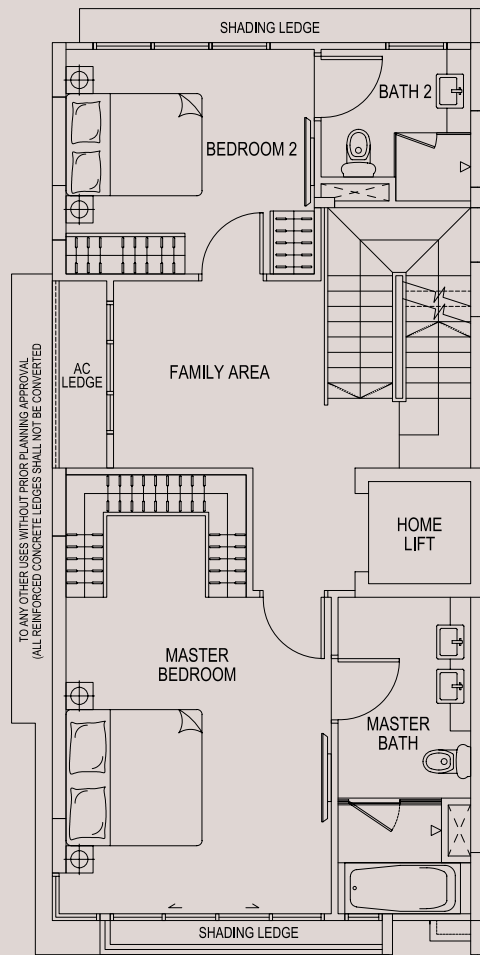 SHADING LEDGE
BATH 2
BEDROOM 2
AC
LEDGE
FAMILY AREA
TO ANY OTHER USES WITHOUT PRIOR PLANNING APPROVAL
(ALL REINFORCED CONCRETE LEDGES SHALL NOT BE CONVERTED
HOME
LIFT
MASTER
BEDROOM
MASTER
BATH
SHADING LEDGE